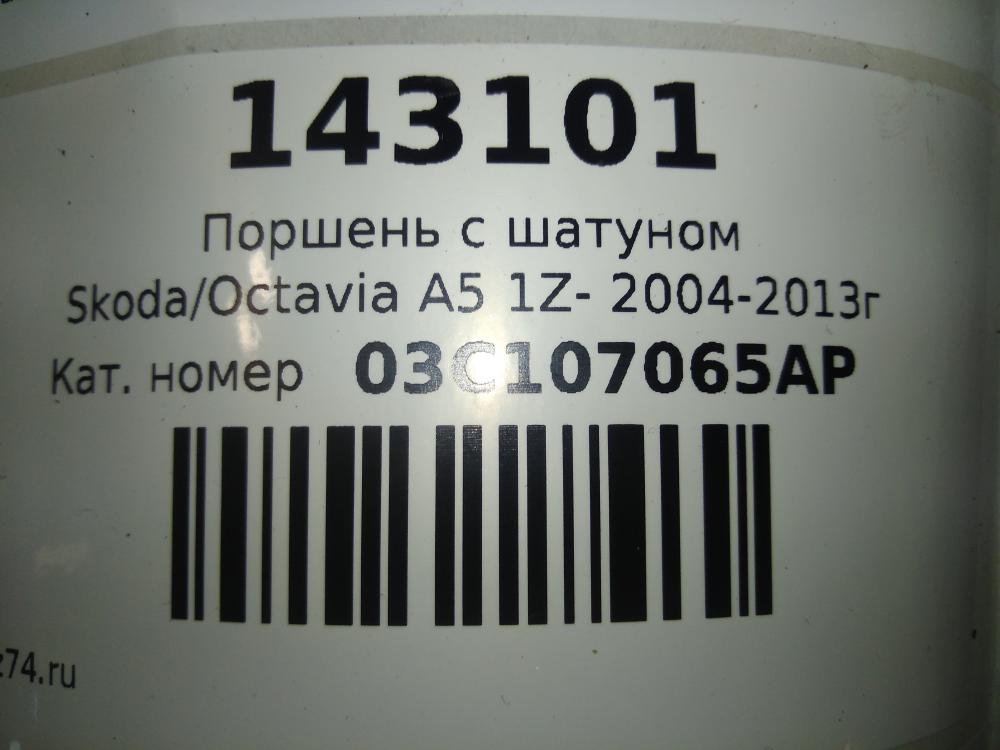 143101
Поршень с шатуном
Skoda/Octavia A5 1Z- 2004-2013г
Кат. номер 03C107065AP